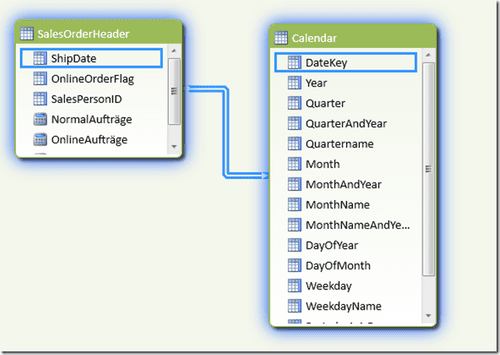 SalesOrderHeader
ShipDate
OnlineOrderFlag
SalesPersonID
NormalAufträge
OnlineAufträge
Calendar
DateKey
Year
Quarter
QuarterAndYear
Quartername
Month
MonthAndYear
MonthName
MonthNameAndYe...
DayOfYear
DayOfMonth
Weekday
WeekdayName